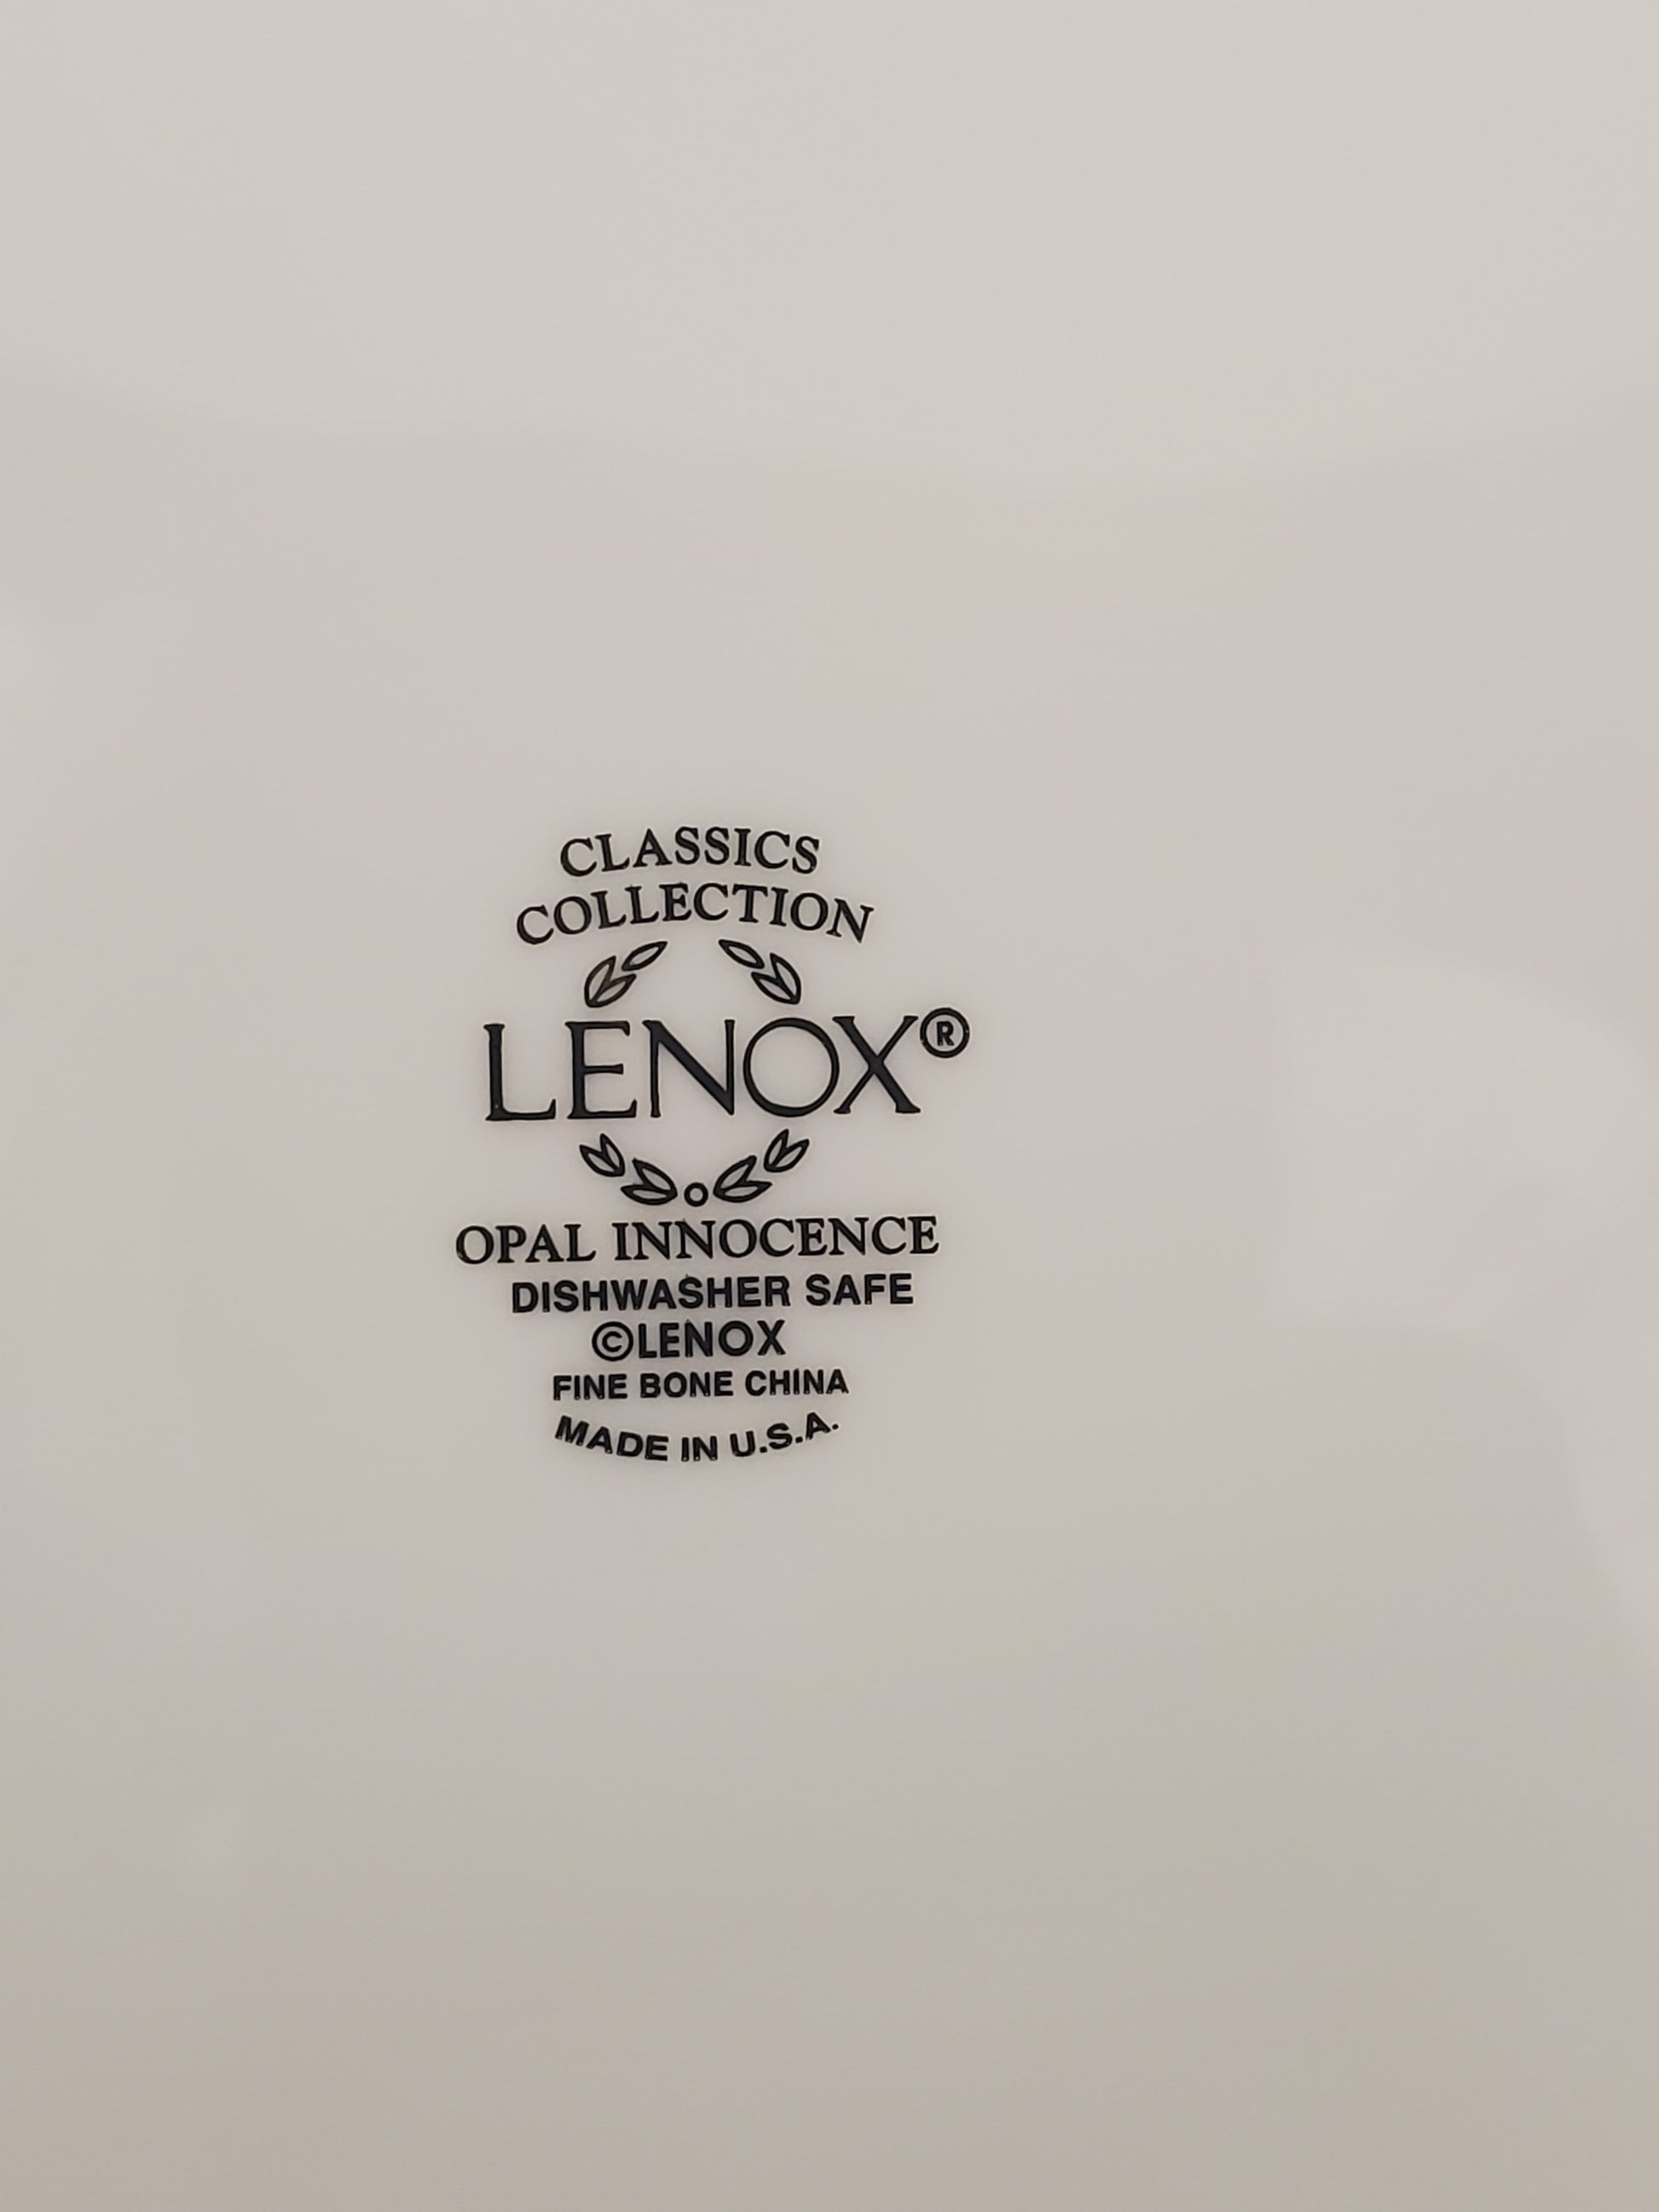 CLASSICS
COLLECTION
LENOX®
OPAL INNOCENCE
DISHWASHER SAFE
©LENOX
FINE BONE CHINA
MADE IN U.S.A.